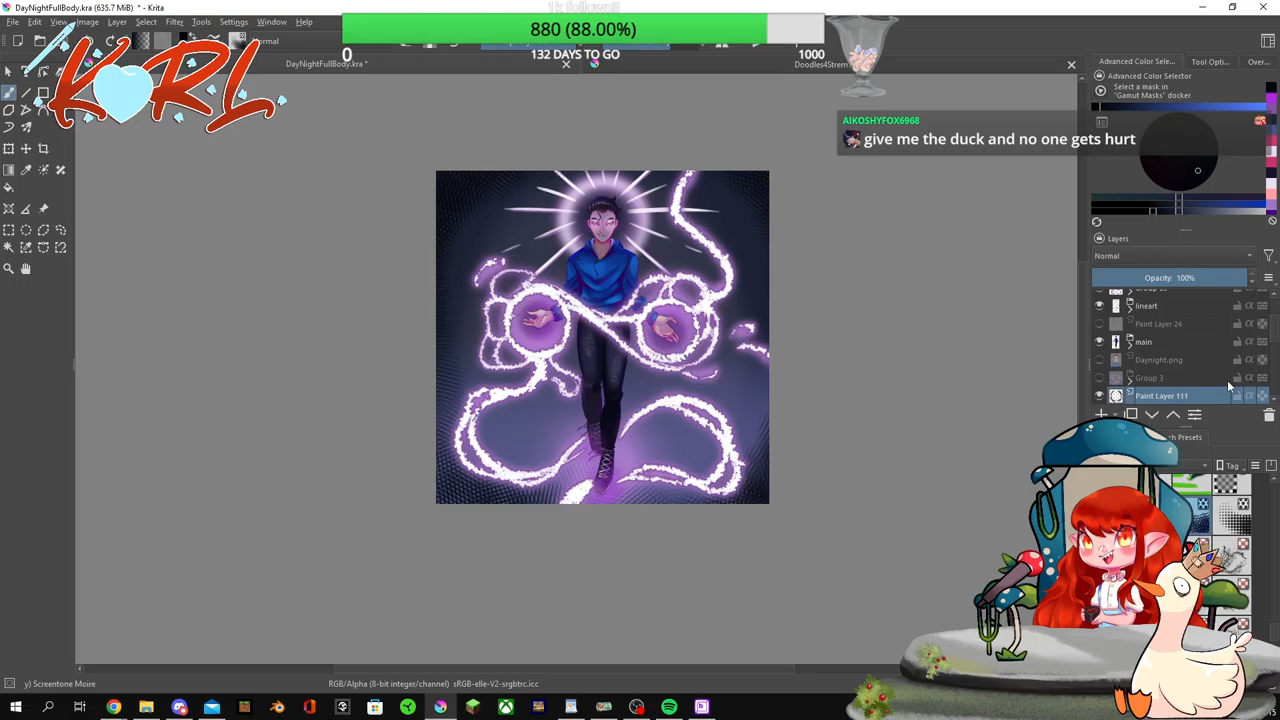 DayNightFullBody.kra (635.7 MiB) * - Krita
File Edit View Image Layer Select Filter Tools Settings Window Help
1k follows!!
880 (88.00%)
0 132 DAYS TO GO 1000
Normal
DayNightFullBody.kra *
Doodles4Strem
KORL
AIKOSHYFOX6968
give me the duck and no one gets hurt
Advanced Color Sele... Tool Opti... Over...
Advanced Color Selector
Select a mask in
"Gamut Masks" docker
Layers
Normal
Opacity: 100%
lineart
Paint Layer 24
main
Daynight.png
Group 3
Paint Layer 111
Presets
Tag
y) Screentone Moire
RGB/Alpha (8-bit integer/channel) sRGB-elle-V2-srgbtrc.icc